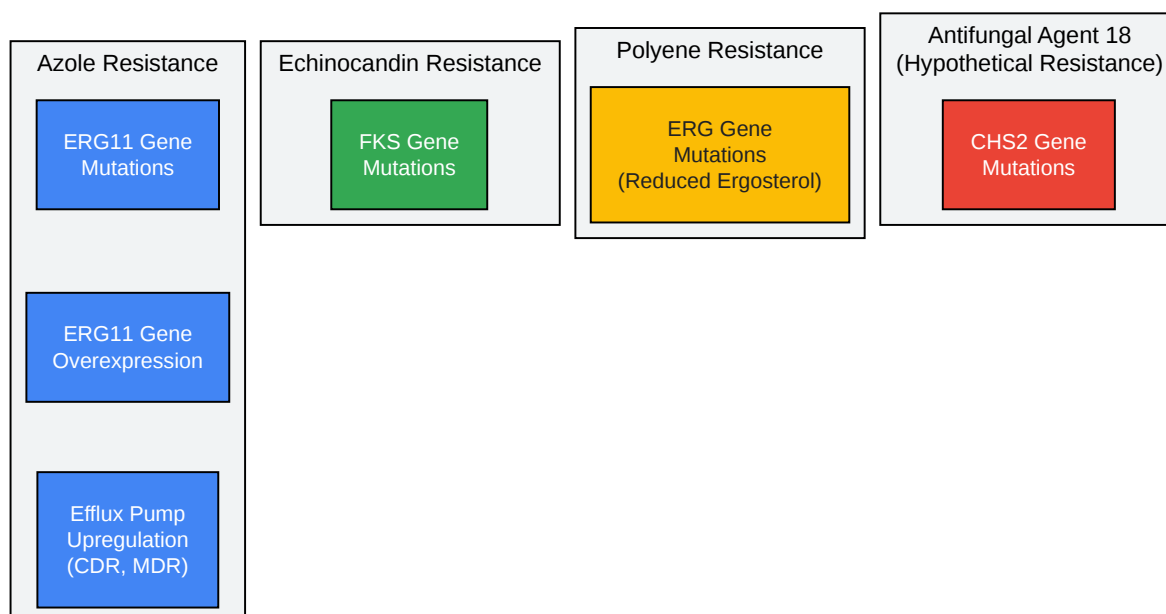 Azole Resistance
ERG11 Gene
Mutations
ERG11 Gene
Overexpression
Efflux Pump
Upregulation
(CDR, MDR)
Echinocandin Resistance
FKS Gene
Mutations
Polyene Resistance
ERG Gene
Mutations
(Reduced Ergosterol)
Antifungal Agent 18
(Hypothetical Resistance)
CHS2 Gene
Mutations